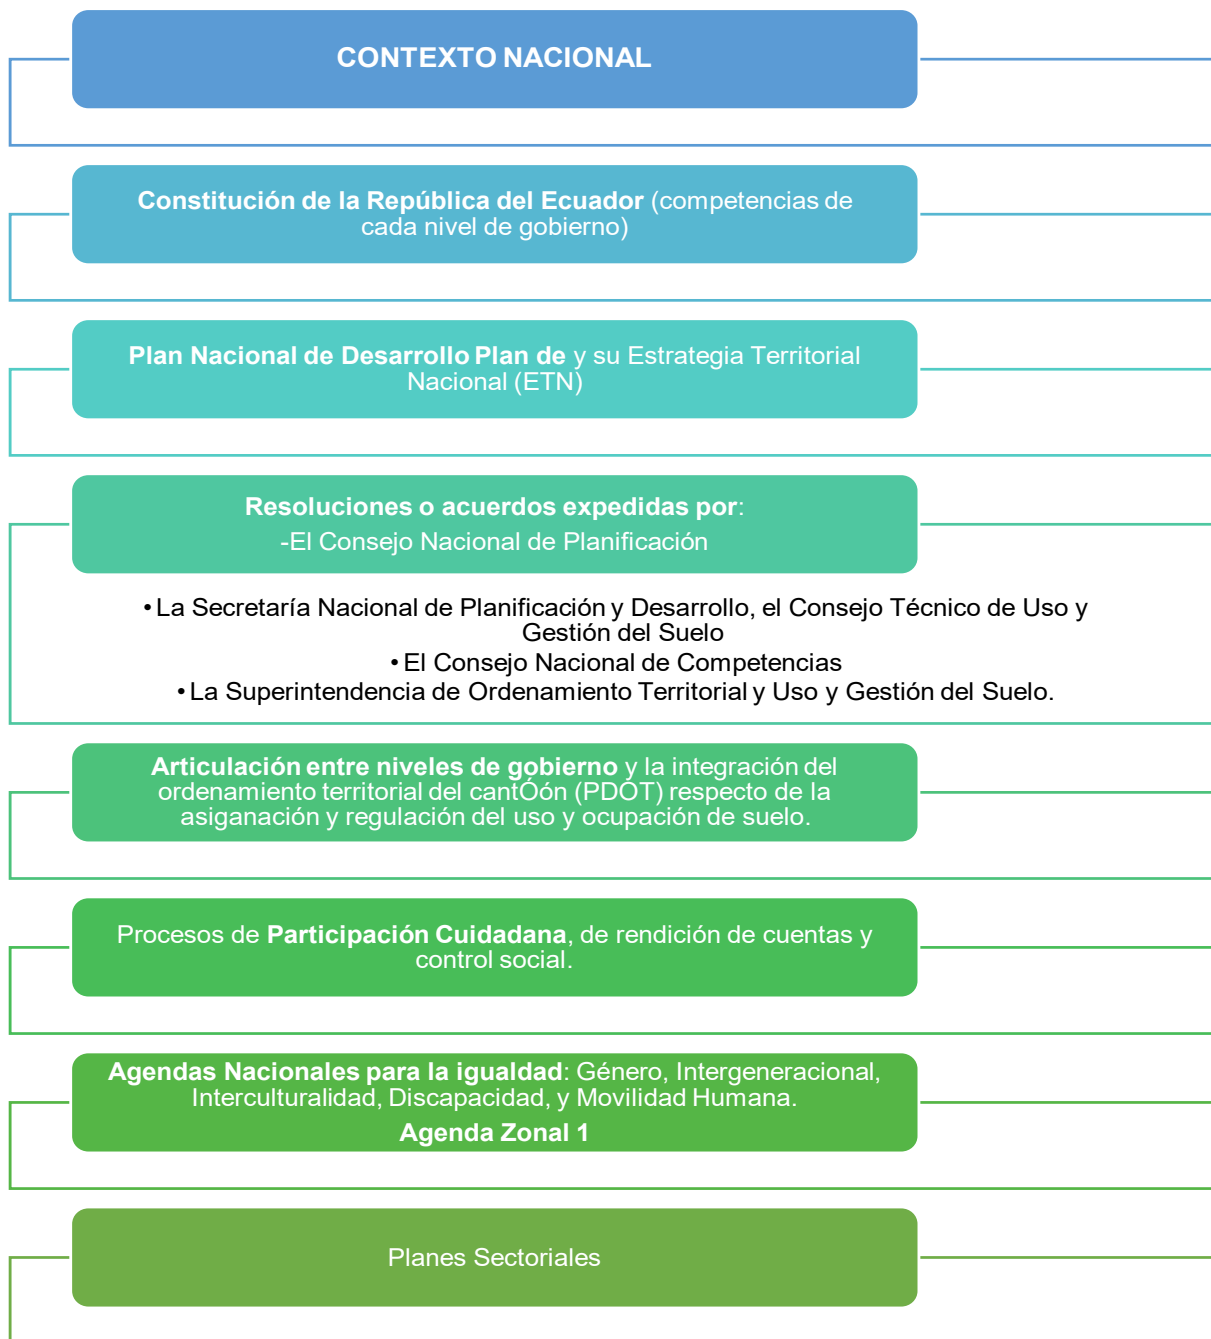 CONTEXTO NACIONAL
Constitución de la República del Ecuador (competencias de
cada nivel de gobierno)
Plan Nacional de Desarrollo Plan de y su Estrategia Territorial
Nacional (ETN)
Resoluciones o acuerdos expedidas por:
-El Consejo Nacional de Planificación
• La Secretaría Nacional de Planificación y Desarrollo, el Consejo Técnico de Uso y
Gestión del Suelo
• El Consejo Nacional de Competencias
• La Superintendencia de Ordenamiento Territorial y Uso y Gestión del Suelo.
Articulación entre niveles de gobierno y la integración del
ordenamiento territorial del cantÓón (PDOT) respecto de la
asiganación y regulación del uso y ocupación de suelo.
Procesos de Participación Cuidadana, de rendición de cuentas y
control social.
Agendas Nacionales para la igualdad: Género, Intergeneracional,
Interculturalidad, Discapacidad, y Movilidad Humana.
Agenda Zonal 1
Planes Sectoriales